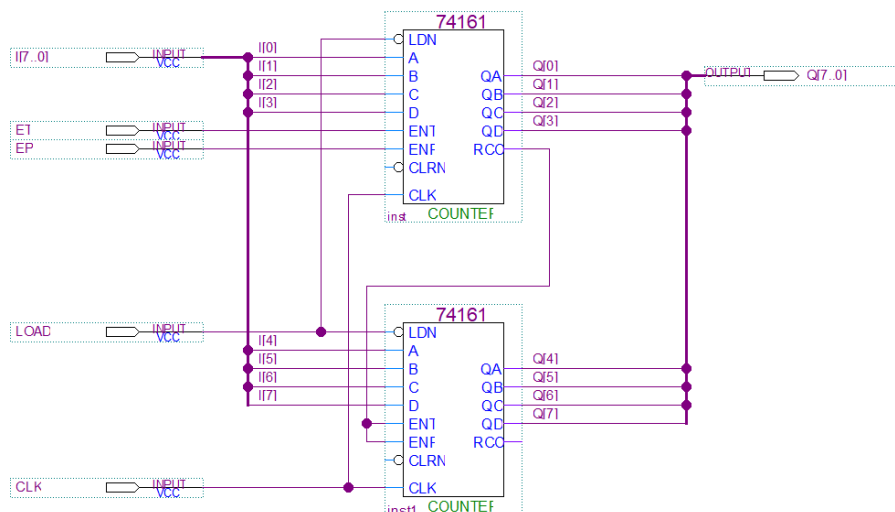 74161
I[7..0] INPUT VCC
LDN
I[0] A
I[1] B QA Q[0] OUTPUT Q[7..0]
I[2] C QB Q[1]
I[3] D QC Q[2]
ET INPUT VCC ENT QD Q[3]
EP INPUT VCC ENP RCO
CLRN
CLK
inst COUNTER
74161
LOAD INPUT VCC LDN
I[4] A
I[5] B QA Q[4]
I[6] C QB Q[5]
I[7] D QC Q[6]
ENT QD Q[7]
ENP RCO
CLRN
CLK INPUT VCC CLK
inst1 COUNTER